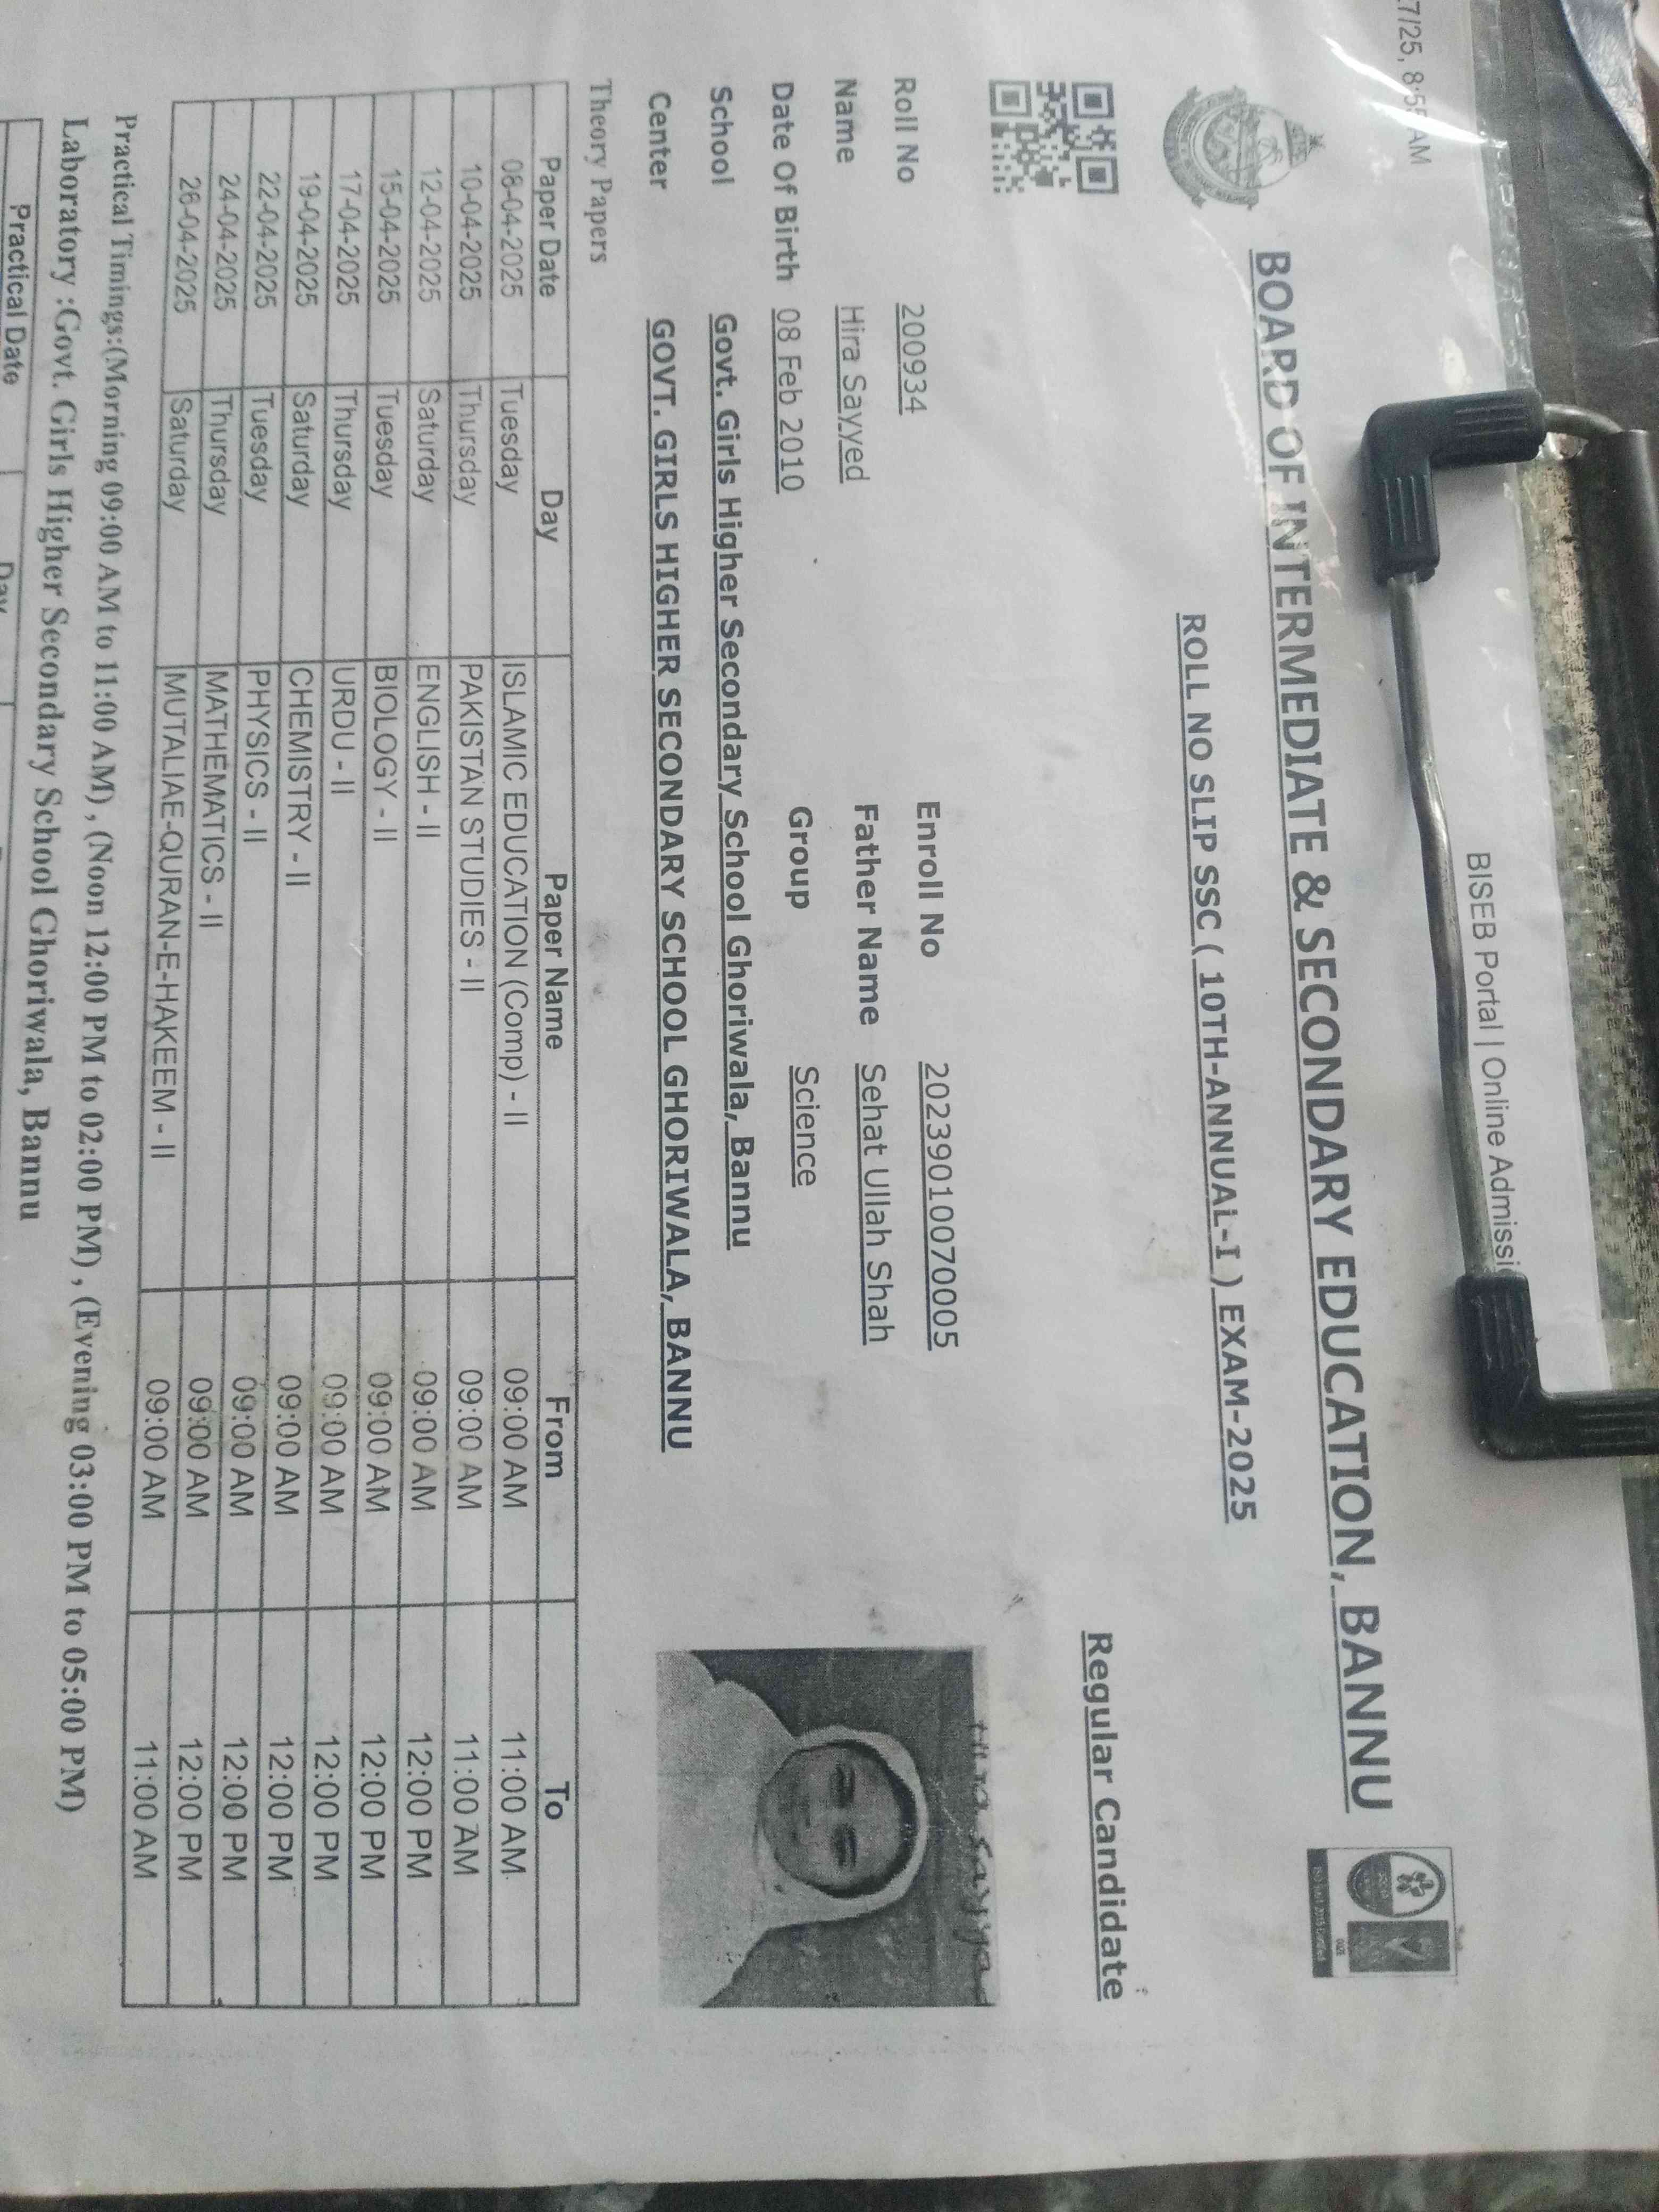 7/25, 8:55 AM
BISEB Portal | Online Admissi
BOARD OF INTERMEDIATE & SECONDARY EDUCATION, BANNU
ROLL NO SLIP SSC ( 10TH-ANNUAL-I ) EXAM-2025
Regular Candidate
Roll No 200934 Enroll No 20239010070005
Name Hira Sayyed Father Name Sehat Ullah Shah
Date Of Birth 08 Feb 2010 Group Science
School Govt. Girls Higher Secondary School Ghoriwala, Bannu
Center GOVT. GIRLS HIGHER SECONDARY SCHOOL GHORIWALA, BANNU
Theory Papers
Paper Date Day Paper Name From To
08-04-2025 Tuesday ISLAMIC EDUCATION (Comp) - II 09:00 AM 11:00 AM
10-04-2025 Thursday PAKISTAN STUDIES - II 09:00 AM 11:00 AM
12-04-2025 Saturday ENGLISH - II 09:00 AM 12:00 PM
15-04-2025 Tuesday BIOLOGY - II 09:00 AM 12:00 PM
17-04-2025 Thursday URDU - II 09:00 AM 12:00 PM
19-04-2025 Saturday CHEMISTRY - II 09:00 AM 12:00 PM
22-04-2025 Tuesday PHYSICS - II 09:00 AM 12:00 PM
24-04-2025 Thursday MATHEMATICS - II 09:00 AM 12:00 PM
26-04-2025 Saturday MUTALIAE-QURAN-E-HAKEEM - II 09:00 AM 11:00 AM
Practical Timings:(Morning 09:00 AM to 11:00 AM) , (Noon 12:00 PM to 02:00 PM) , (Evening 03:00 PM to 05:00 PM)
Laboratory :Govt. Girls Higher Secondary School Ghoriwala, Bannu
Practical Date Day